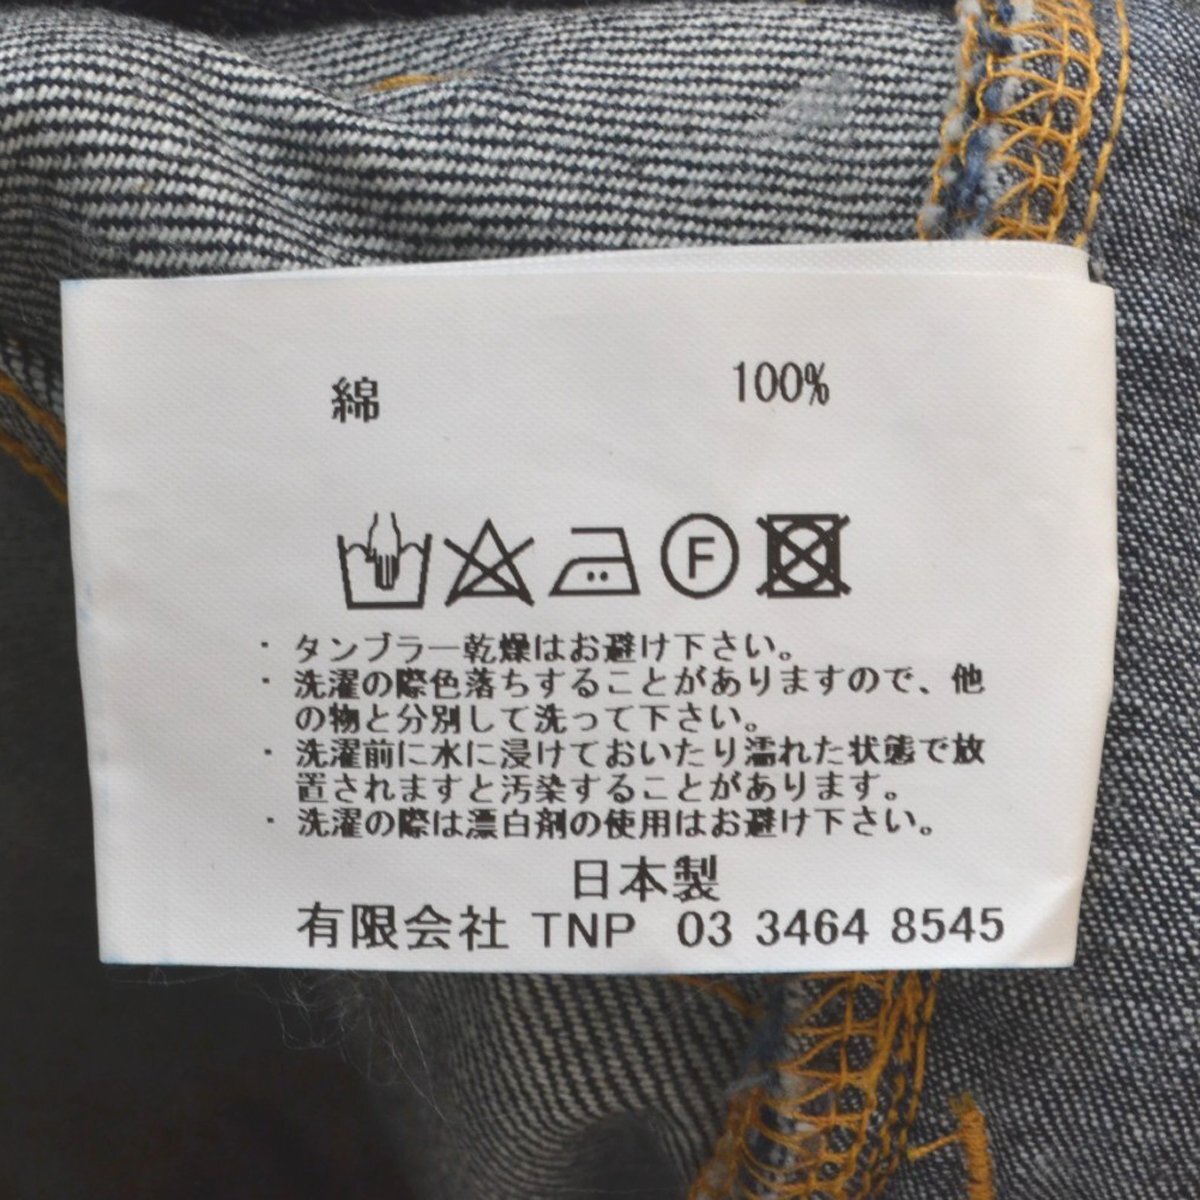 綿 100%
F
・タンブラー乾燥はお避け下さい。
・洗濯の際色落ちすることがありますので、他
の物と分別して洗って下さい。
・洗濯前に水に浸けておいたり濡れた状態で放
置されますと汚染することがあります。
・洗濯の際は漂白剤の使用はお避け下さい。
日本製
有限会社 TNP 03 3464 8545